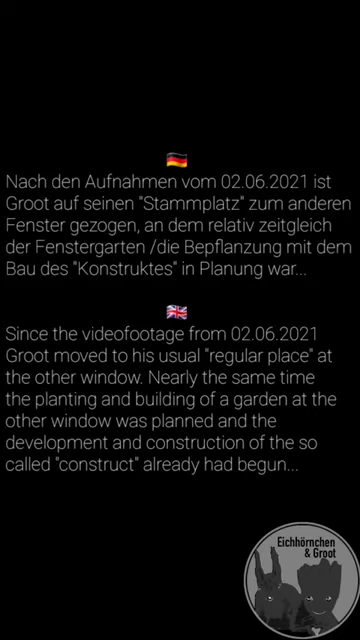 Nach den Aufnahmen vom 02.06.2021 ist
Groot auf seinen "Stammplatz" zum anderen
Fenster gezogen, an dem relativ zeitgleich
der Fenstergarten /die Bepflanzung mit dem
Bau des "Konstruktes" in Planung war...
Since the videofootage from 02.06.2021
Groot moved to his usual "regular place" at
the other window. Nearly the same time
the planting and building of a garden at the
other window was planned and the
development and construction of the so
called "construct" already had begun...
Eichhörnchen
& Groot